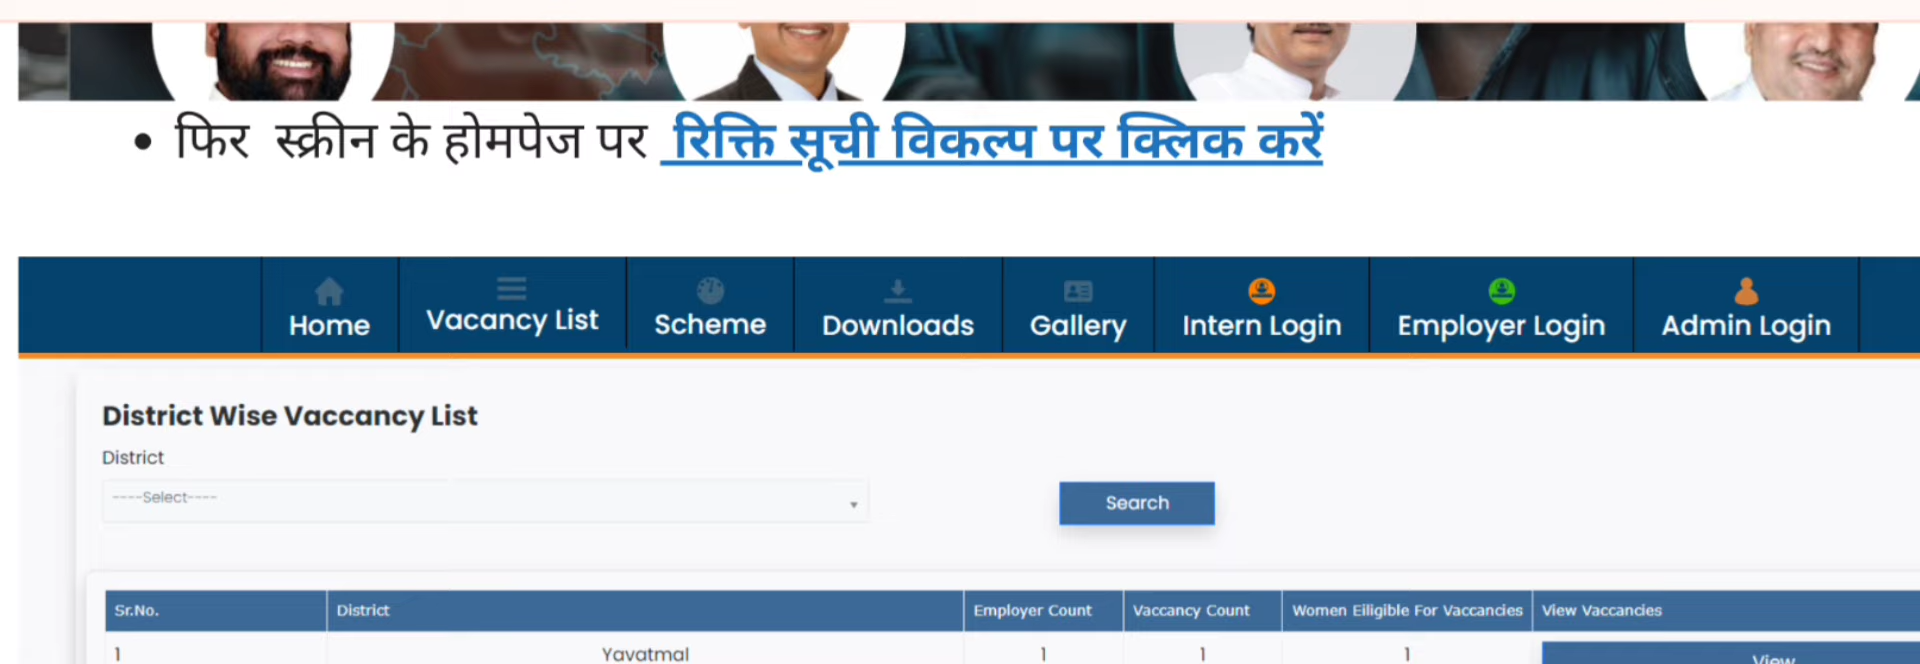 • फिर स्क्रीन के होमपेज पर रिक्ति सूची विकल्प पर क्लिक करें
Home Vacancy List Scheme Downloads Gallery Intern Login Employer Login Admin Login
District Wise Vaccancy List
District
----Select----
Search
Sr.No. District Employer Count Vaccancy Count Women Eiligible For Vaccancies View Vaccancies
1 Yavatmal 1 1 1 View